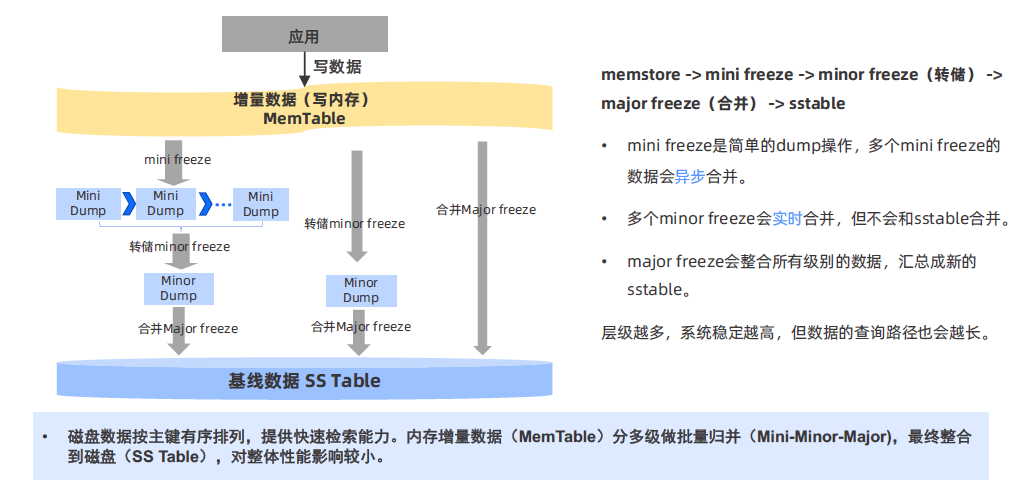 应用
写数据
增量数据（写内存）
MemTable
mini freeze
Mini
Dump
Mini
Dump
Mini
Dump
转储minor freeze
Minor
Dump
合并Major freeze
转储minor freeze
Minor
Dump
合并Major freeze
合并Major freeze
基线数据 SS Table
memstore -> mini freeze -> minor freeze（转储） ->
major freeze（合并）-> sstable
• mini freeze是简单的dump操作，多个mini freeze的
数据会异步合并。
• 多个minor freeze会实时合并，但不会和sstable合并。
• major freeze会整合所有级别的数据，汇总成新的
sstable。
层级越多，系统稳定越高，但数据的查询路径也会越长。
• 磁盘数据按主键有序排列，提供快速检索能力。内存增量数据（MemTable）分多级做批量归并（Mini-Minor-Major)，最终整合
到磁盘（SS Table），对整体性能影响较小。